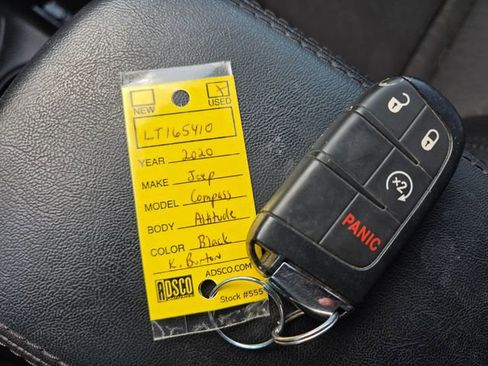 NEW
USED
LT165410
YEAR 2020
MAKE Jeep
MODEL Compass
BODY Altitude
COLOR Black
K. Burton
ADSCO ADSCO.COM
Stock #555
x2
PANIC